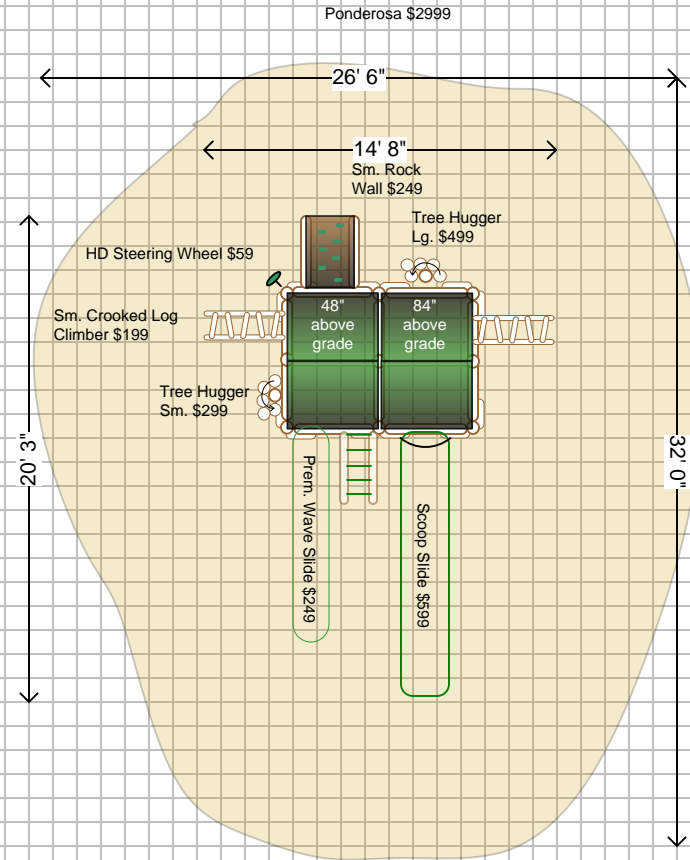 Ponderosa $2999
26' 6"
14' 8"
Sm. Rock
Wall $249
Tree Hugger
Lg. $499
HD Steering Wheel $59
48"
above
grade
84"
above
grade
Sm. Crooked Log
Climber $199
Tree Hugger
Sm. $299
20' 3"
32' 0"
Prem. Wave Slide $249
Scoop Slide $599